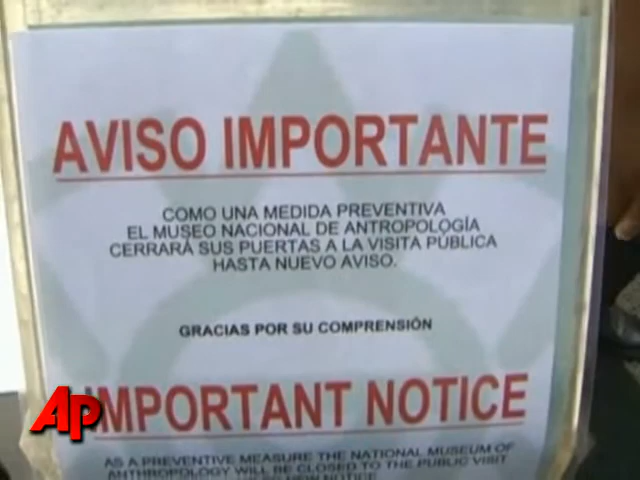 AVISO IMPORTANTE
COMO UNA MEDIDA PREVENTIVA
EL MUSEO NACIONAL DE ANTROPOLOGÍA
CERRARÁ SUS PUERTAS A LA VISITA PÚBLICA
HASTA NUEVO AVISO.
GRACIAS POR SU COMPRENSIÓN
IMPORTANT NOTICE
AP
AS A PREVENTIVE MEASURE THE NATIONAL MUSEUM OF
ANTHROPOLOGY WILL BE CLOSED TO THE PUBLIC VISIT
NEW NOTICE